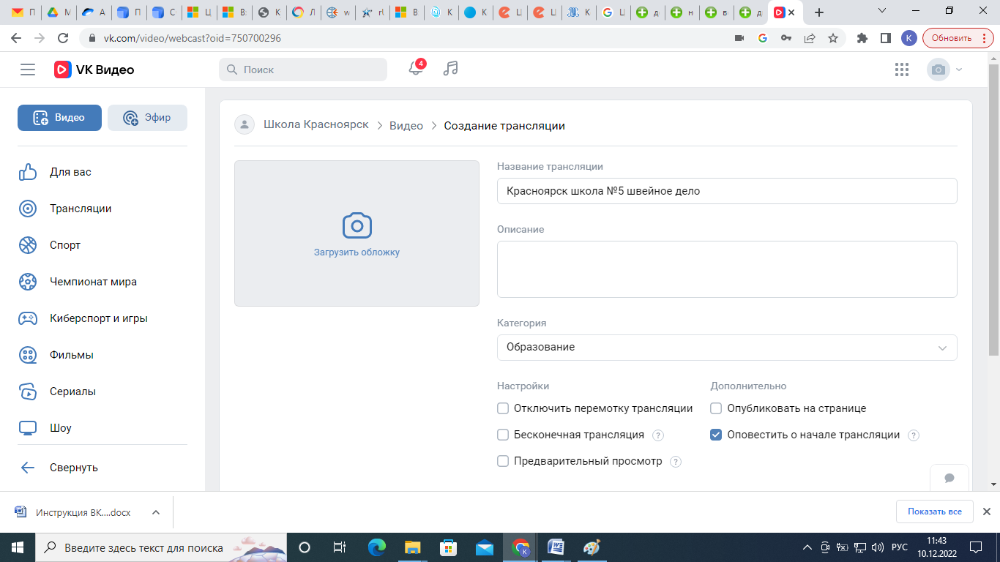 П М А П С Ц В К Л w rl В К К Ц Ц К Ц д н в д
vk.com/video/webcast?oid=750700296
К Обновить
VK Видео
Поиск
4
Видео
Эфир
Школа Красноярск
Видео
Создание трансляции
Для вас
Трансляции
Спорт
Чемпионат мира
Киберспорт и игры
Фильмы
Сериалы
Шоу
Свернуть
Загрузить обложку
Название трансляции
Красноярск школа №5 швейное дело
Описание
Категория
Образование
Настройки
Дополнительно
Отключить перемотку трансляции
Опубликовать на странице
Бесконечная трансляция ?
Оповестить о начале трансляции ?
Предварительный просмотр ?
Инструкция ВК....docx
Показать все
Введите здесь текст для поиска
РУС
11:43
10.12.2022